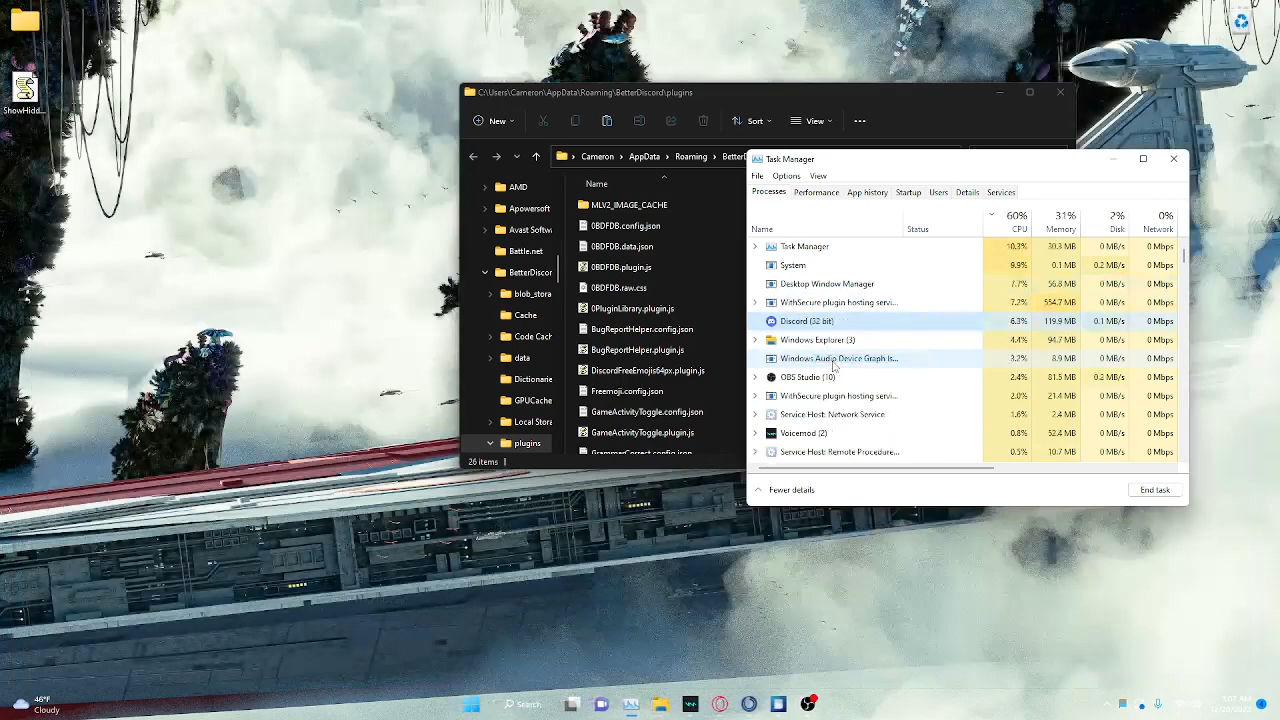 ShowHidd...
C:\Users\Cameron\AppData\Roaming\BetterDiscord\plugins
New
Sort
View
Cameron
AppData
Roaming
BetterD
AMD
Apowersoft
Avast Softw
Battle.net
BetterDiscor
blob_stora
Cache
Code Cach
data
Dictionarie
GPUCache
Local Stora
plugins
Name
MLV2_IMAGE_CACHE
0BDFDB.config.json
0BDFDB.data.json
0BDFDB.plugin.js
0BDFDB.raw.css
0PluginLibrary.plugin.js
BugReportHelper.config.json
BugReportHelper.plugin.js
DiscordFreeEmojis64px.plugin.js
Freemoji.config.json
GameActivityToggle.config.json
GameActivityToggle.plugin.js
GrammerCorrect.config.json
26 items
Task Manager
File Options View
Processes Performance App history Startup Users Details Services
60% 31% 2% 0%
Name Status CPU Memory Disk Network
Task Manager 10.3% 30.3 MB 0 MB/s 0 Mbps
System 9.9% 0.1 MB 0.2 MB/s 0 Mbps
Desktop Window Manager 7.7% 56.8 MB 0 MB/s 0 Mbps
WithSecure plugin hosting servi... 7.2% 554.7 MB 0 MB/s 0 Mbps
Discord (32 bit) 6.3% 119.9 MB 0.1 MB/s 0 Mbps
Windows Explorer (3) 4.4% 94.7 MB 0 MB/s 0 Mbps
Windows Audio Device Graph Is... 3.2% 8.9 MB 0 MB/s 0 Mbps
OBS Studio (10) 2.4% 81.5 MB 0.2 MB/s 0 Mbps
WithSecure plugin hosting servi... 2.0% 21.4 MB 0 MB/s 0 Mbps
Service Host: Network Service 2.4 MB 0 MB/s 0 Mbps
Voicemod (2) 0.8% 52.4 MB 0 MB/s 0 Mbps
Service Host: Remote Procedure... 0.5% 10.7 MB 0 MB/s 0 Mbps
Fewer details
End task
46°F
Cloudy
Search